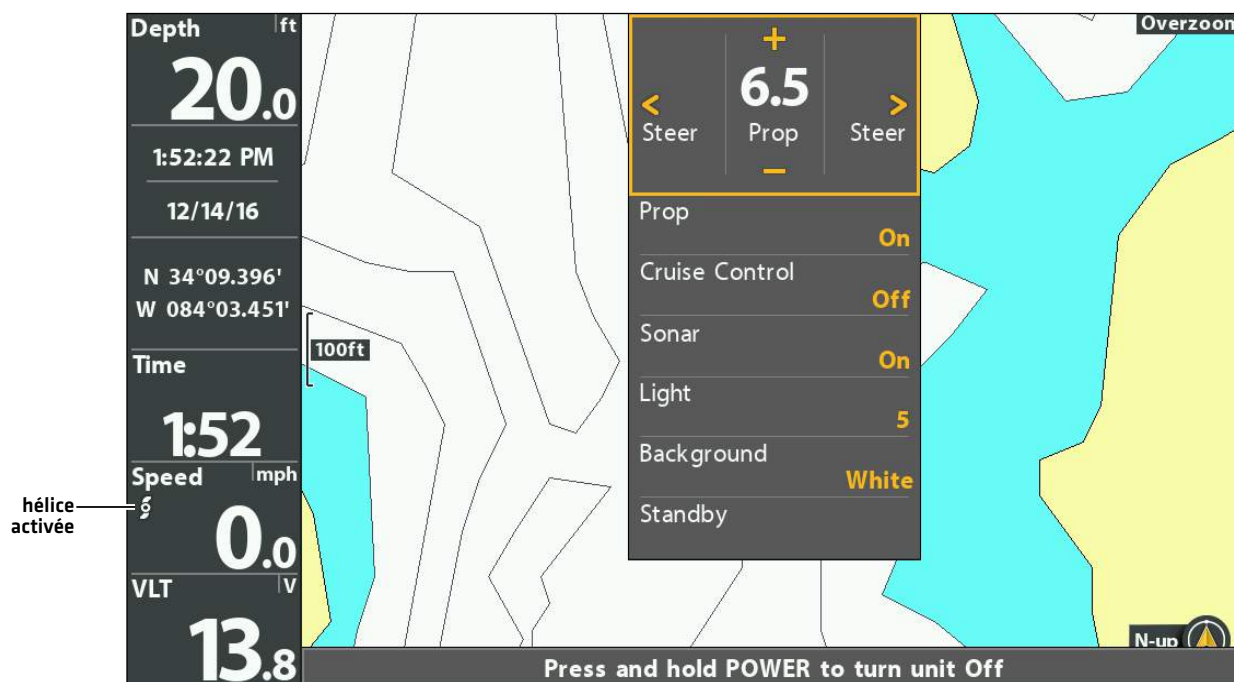 Depth ft
20.0
1:52:22 PM
12/14/16
N 34°09.396'
W 084°03.451'
Time
1:52
Speed mph
0.0
VLT V
13.8
hélice
activée
100ft
+
6.5
< >
Steer Prop Steer
−
Prop
On
Cruise Control
Off
Sonar
On
Light
5
Background
White
Standby
Overzoom
N-up
Press and hold POWER to turn unit Off